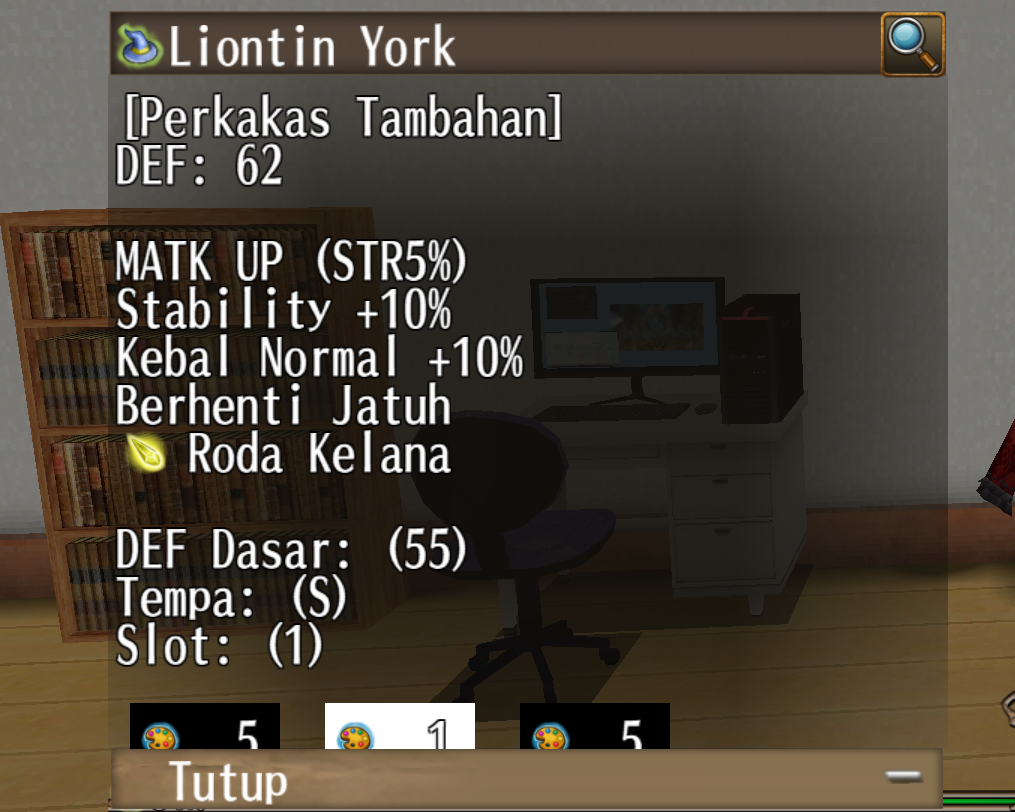 Liontin York
[Perkakas Tambahan]
DEF: 62
MATK UP (STR5%)
Stability +10%
Kebal Normal +10%
Berhenti Jatuh
Roda Kelana
DEF Dasar: (55)
Tempa: (S)
Slot: (1)
5 1 5
Tutup